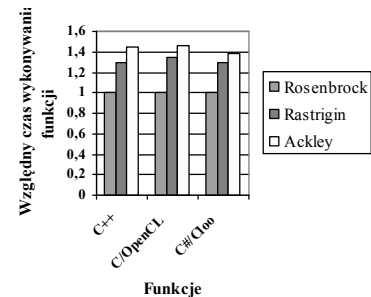 Względny czas wykonywania
funkcji
1,6
1,4
1,2
1
0,8
0,6
0,4
0,2
0
C++
C/OpenCL
C#/Cloo
Funkcje
Rosenbrock
Rastrigin
Ackley